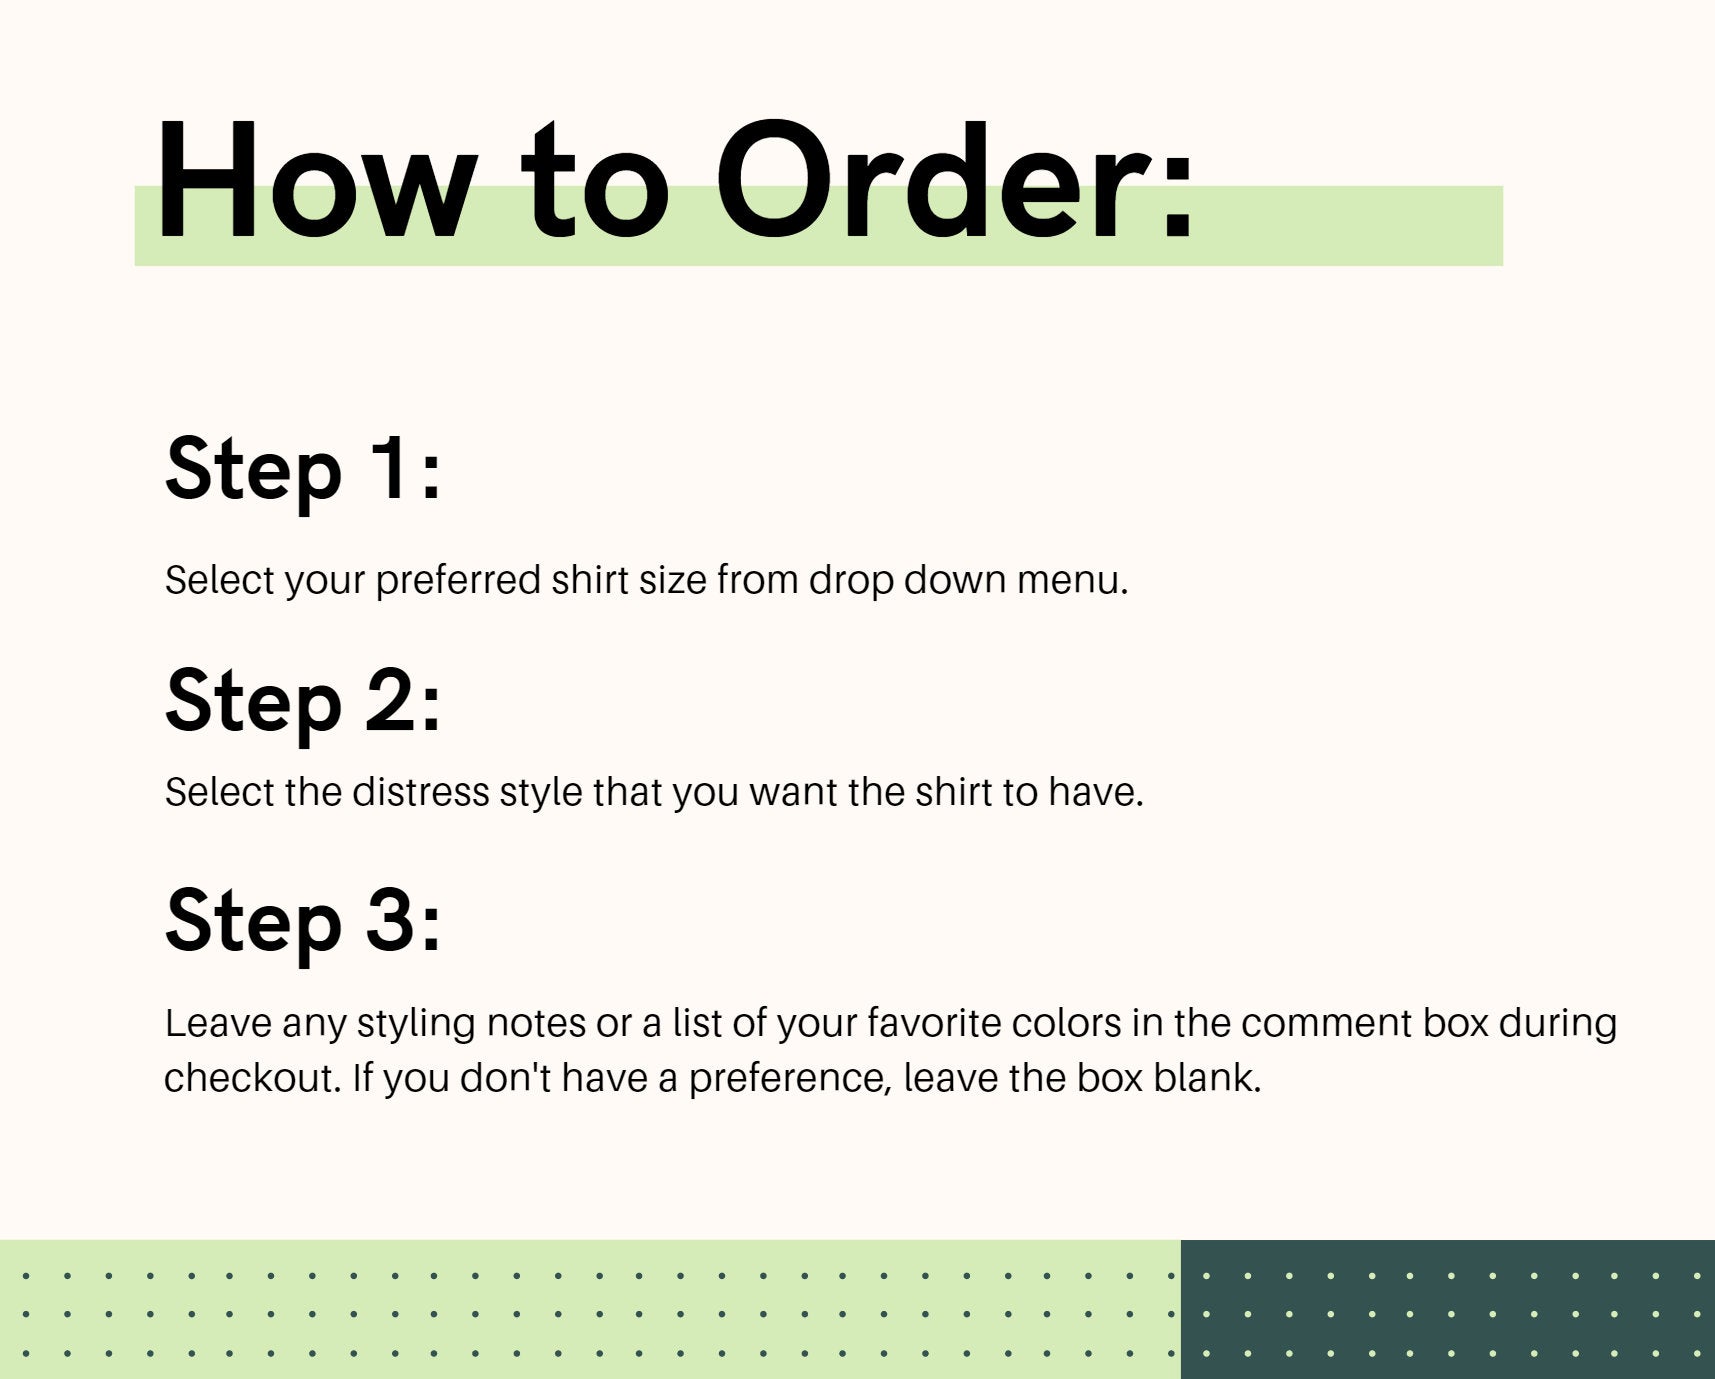 How to Order:
Step 1:
Select your preferred shirt size from drop down menu.
Step 2:
Select the distress style that you want the shirt to have.
Step 3:
Leave any styling notes or a list of your favorite colors in the comment box during
checkout. If you don't have a preference, leave the box blank.